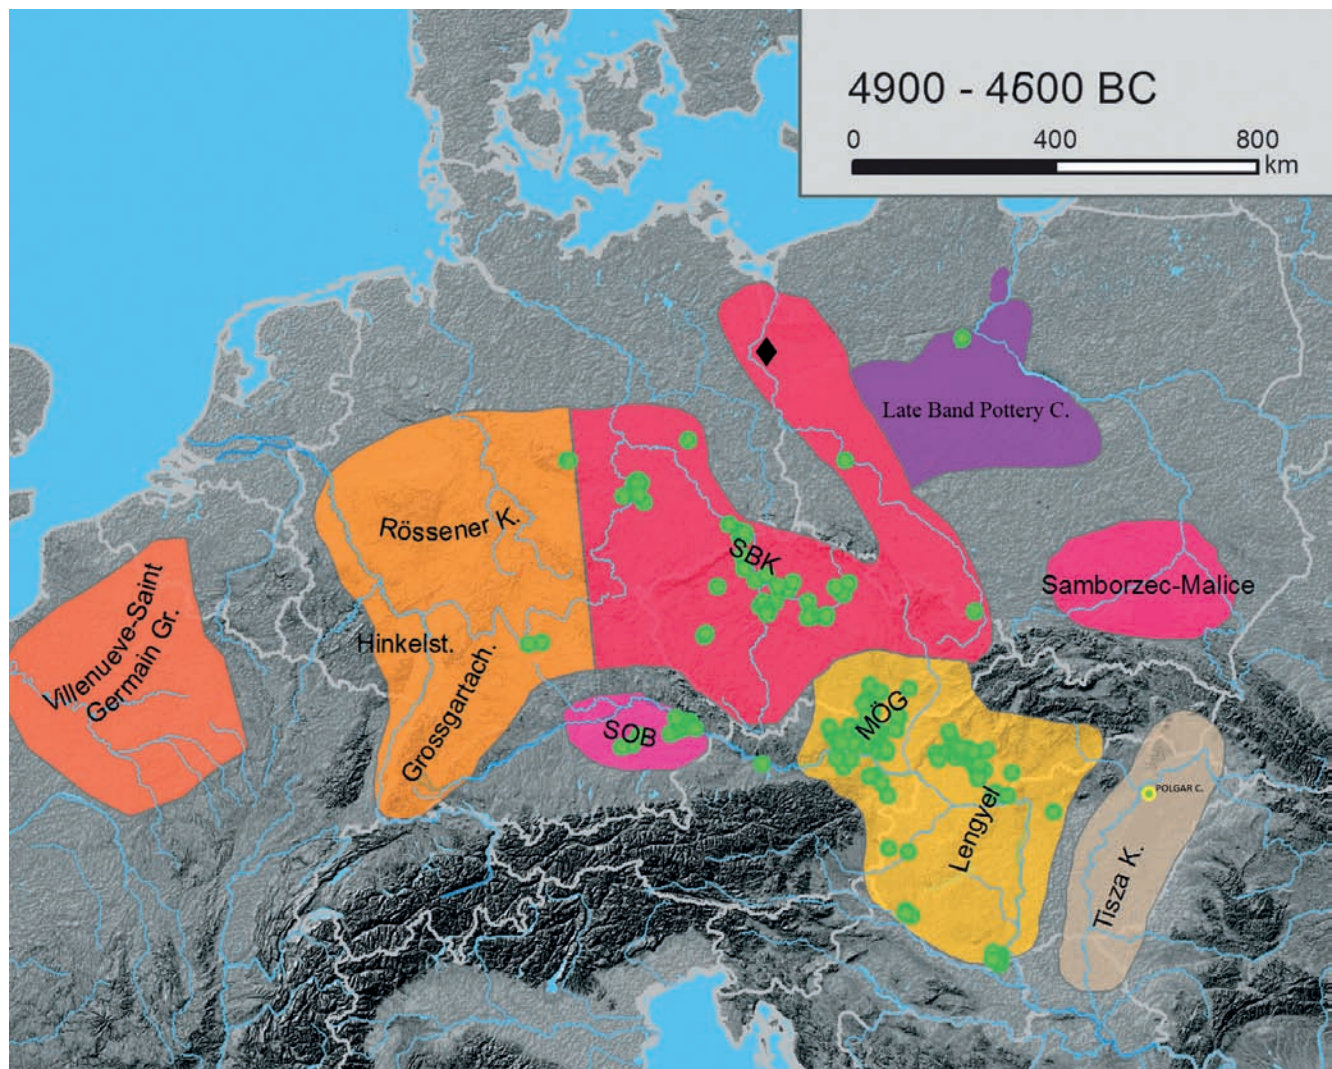 4900 - 4600 BC
0 400 800
km
Late Band Pottery C.
Rössener K.
SBK
Samborzec-Malice
Villenueve-Saint
Germain Gr.
Hinkelst.
Grossgartach.
SOB
MÖG
Lengyel
POLGAR C.
Tisza K.